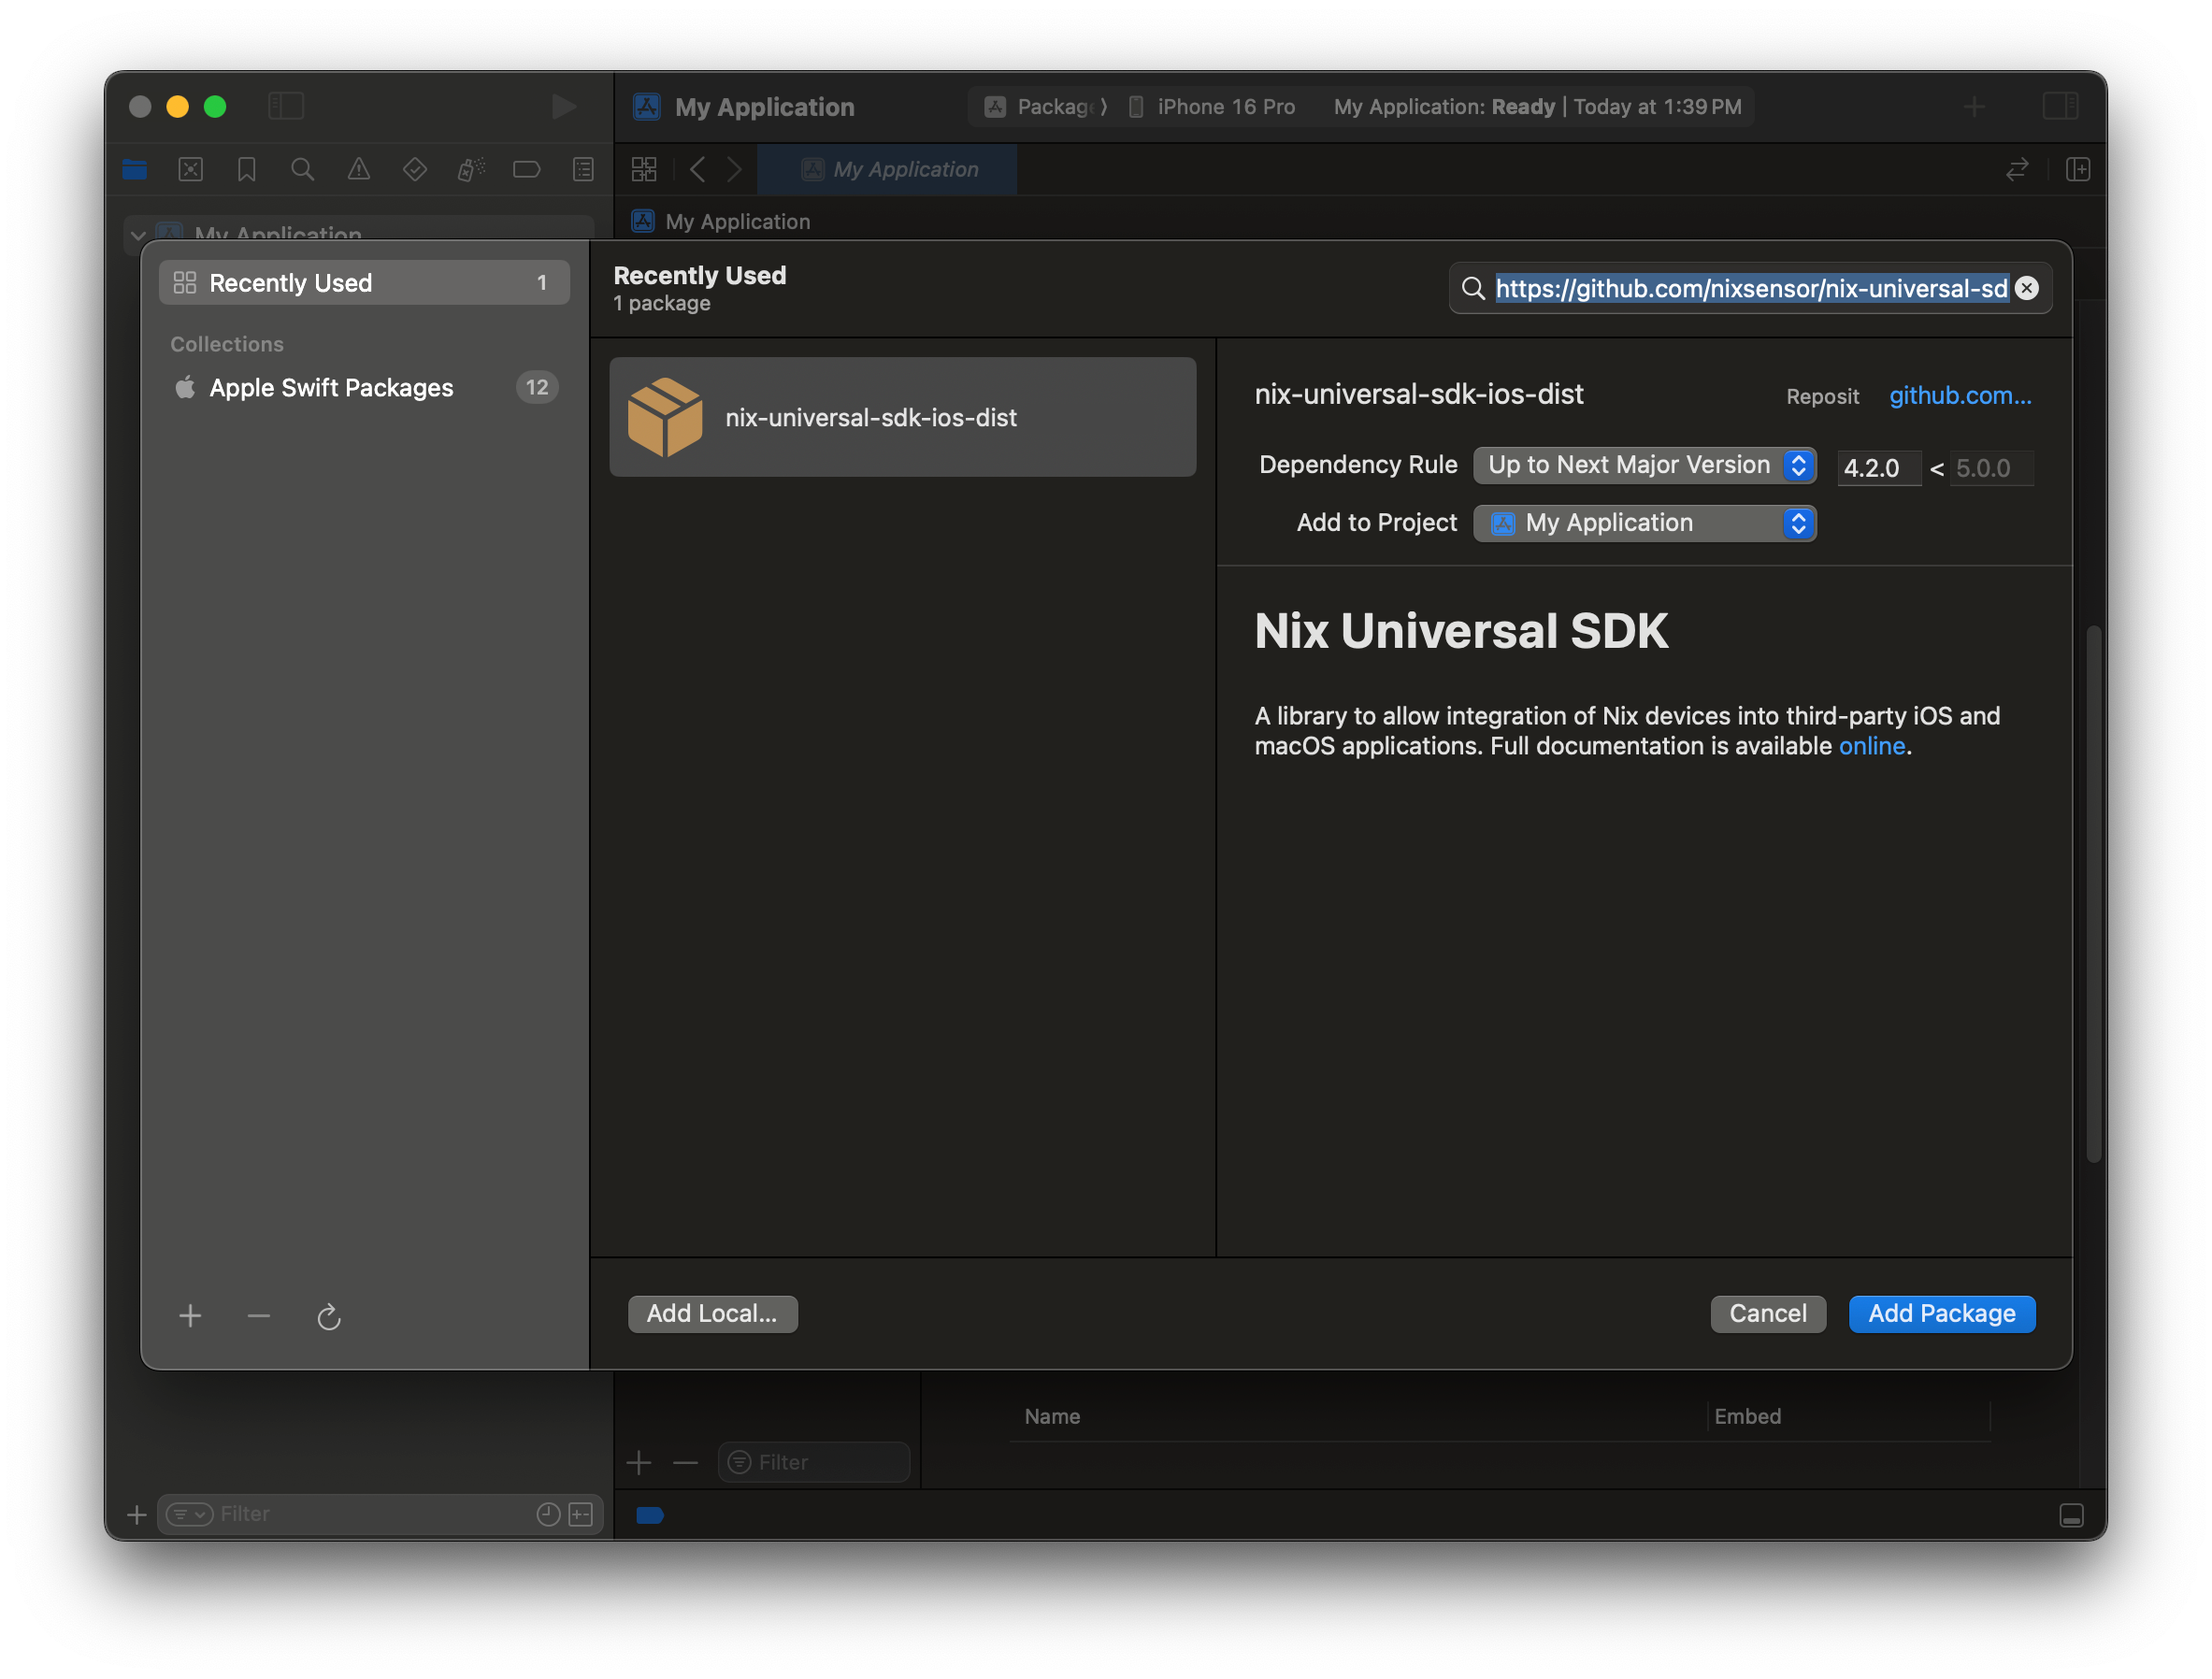 My Application
Package
iPhone 16 Pro
My Application: Ready | Today at 1:39 PM
My Application
My Application
My Application
Recently Used 1
Collections
Apple Swift Packages 12
Recently Used
1 package
https://github.com/nixsensor/nix-universal-sd
nix-universal-sdk-ios-dist
nix-universal-sdk-ios-dist
Reposit github.com...
Dependency Rule Up to Next Major Version 4.2.0 < 5.0.0
Add to Project My Application
Nix Universal SDK
A library to allow integration of Nix devices into third-party iOS and
macOS applications. Full documentation is available online.
Add Local...
Cancel
Add Package
Name
Embed
Filter
Filter